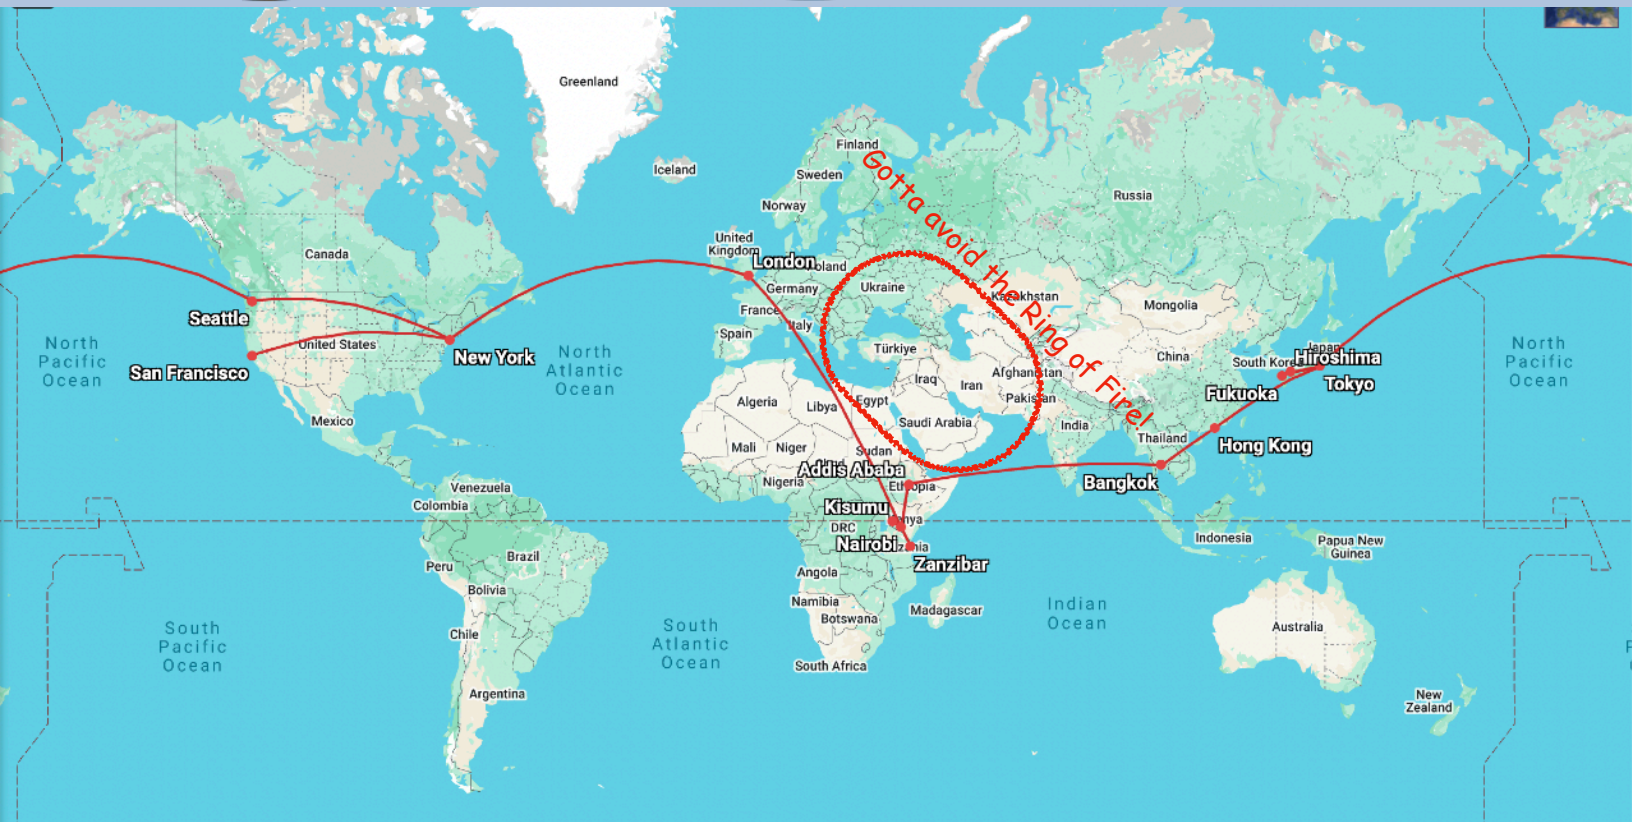 Greenland
Finland
Iceland
Sweden
Russia
Norway
Gotta avoid the Ring of Fire!
United
Kingdom
Canada
London
Poland
Germany
Ukraine
Kazakhstan
Mongolia
Seattle
France
Italy
Spain
United States
New York
North
Pacific
Ocean
North
Atlantic
Ocean
North
Pacific
Ocean
San Francisco
Türkiye
China
Japan
South Korea
Hiroshima
Tokyo
Fukuoka
Iraq
Iran
Afghanistan
Pakistan
Algeria
Libya
Egypt
Saudi Arabia
India
Mexico
Thailand
Hong Kong
Mali
Niger
Sudan
Addis Ababa
Ethiopia
Bangkok
Nigeria
Venezuela
Colombia
Kisumu
Kenya
DRC
Nairobi
Tanzania
Zanzibar
Indonesia
Papua New
Guinea
Brazil
Peru
Bolivia
Angola
Namibia
Botswana
Madagascar
Indian
Ocean
Australia
South
Pacific
Ocean
Chile
South
Atlantic
Ocean
South Africa
Argentina
New
Zealand